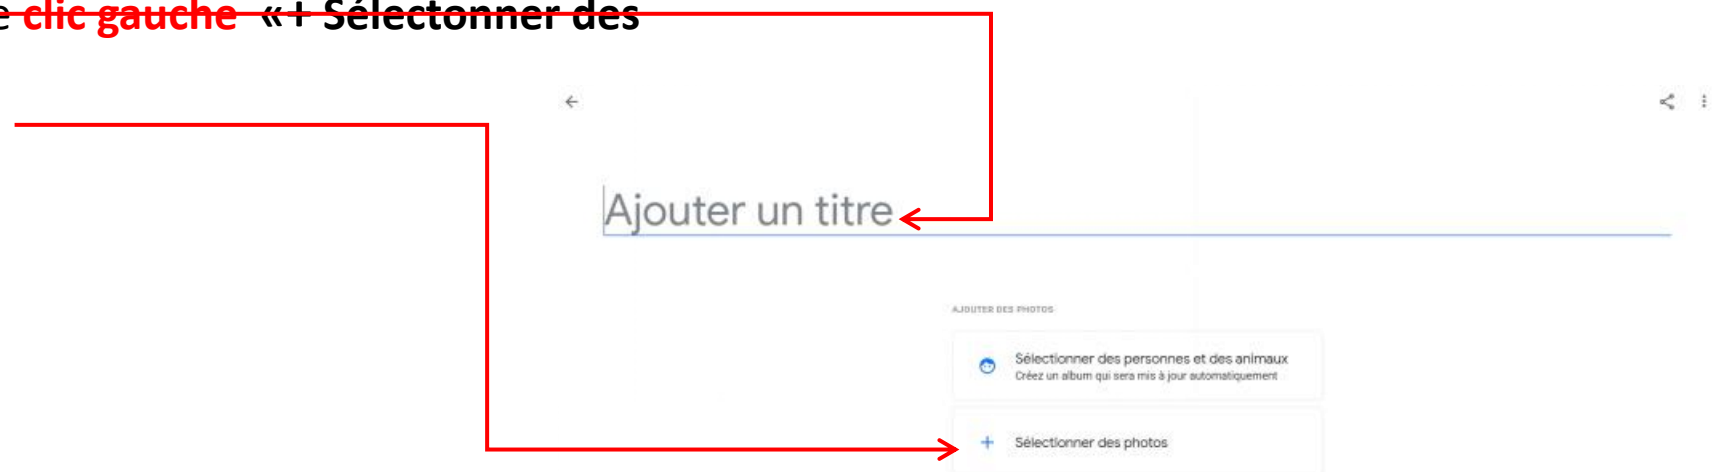 e clic gauche «+ Sélectonner des
Ajouter un titre
AJOUTER DES PHOTOS
Sélectionner des personnes et des animaux
Créez un album qui sera mis à jour automatiquement
+ Sélectionner des photos